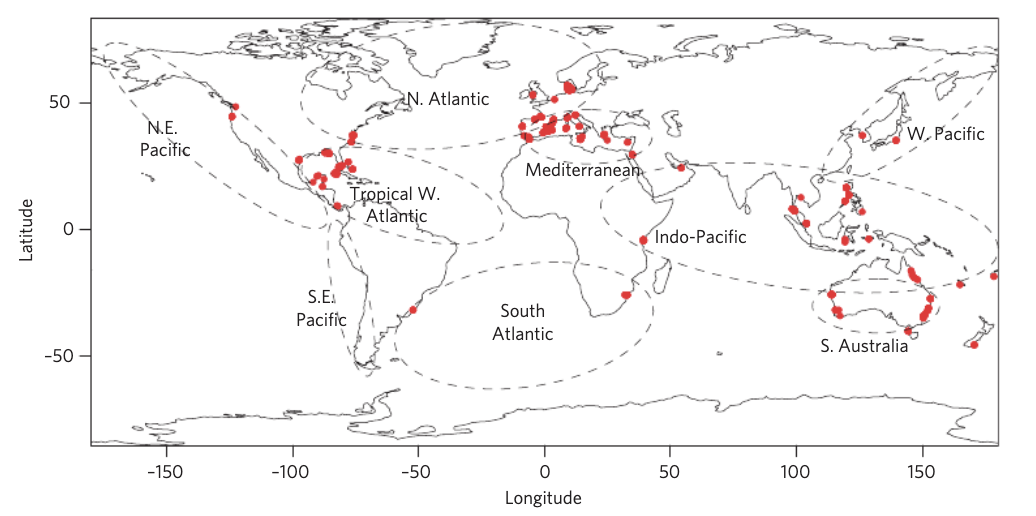 50
0
–50
Latitude
N. Atlantic
N.E.
Pacific
W. Pacific
Mediterranean
Tropical W.
Atlantic
Indo-Pacific
S.E.
Pacific
South
Atlantic
S. Australia
–150
–100
–50
0
50
100
150
Longitude